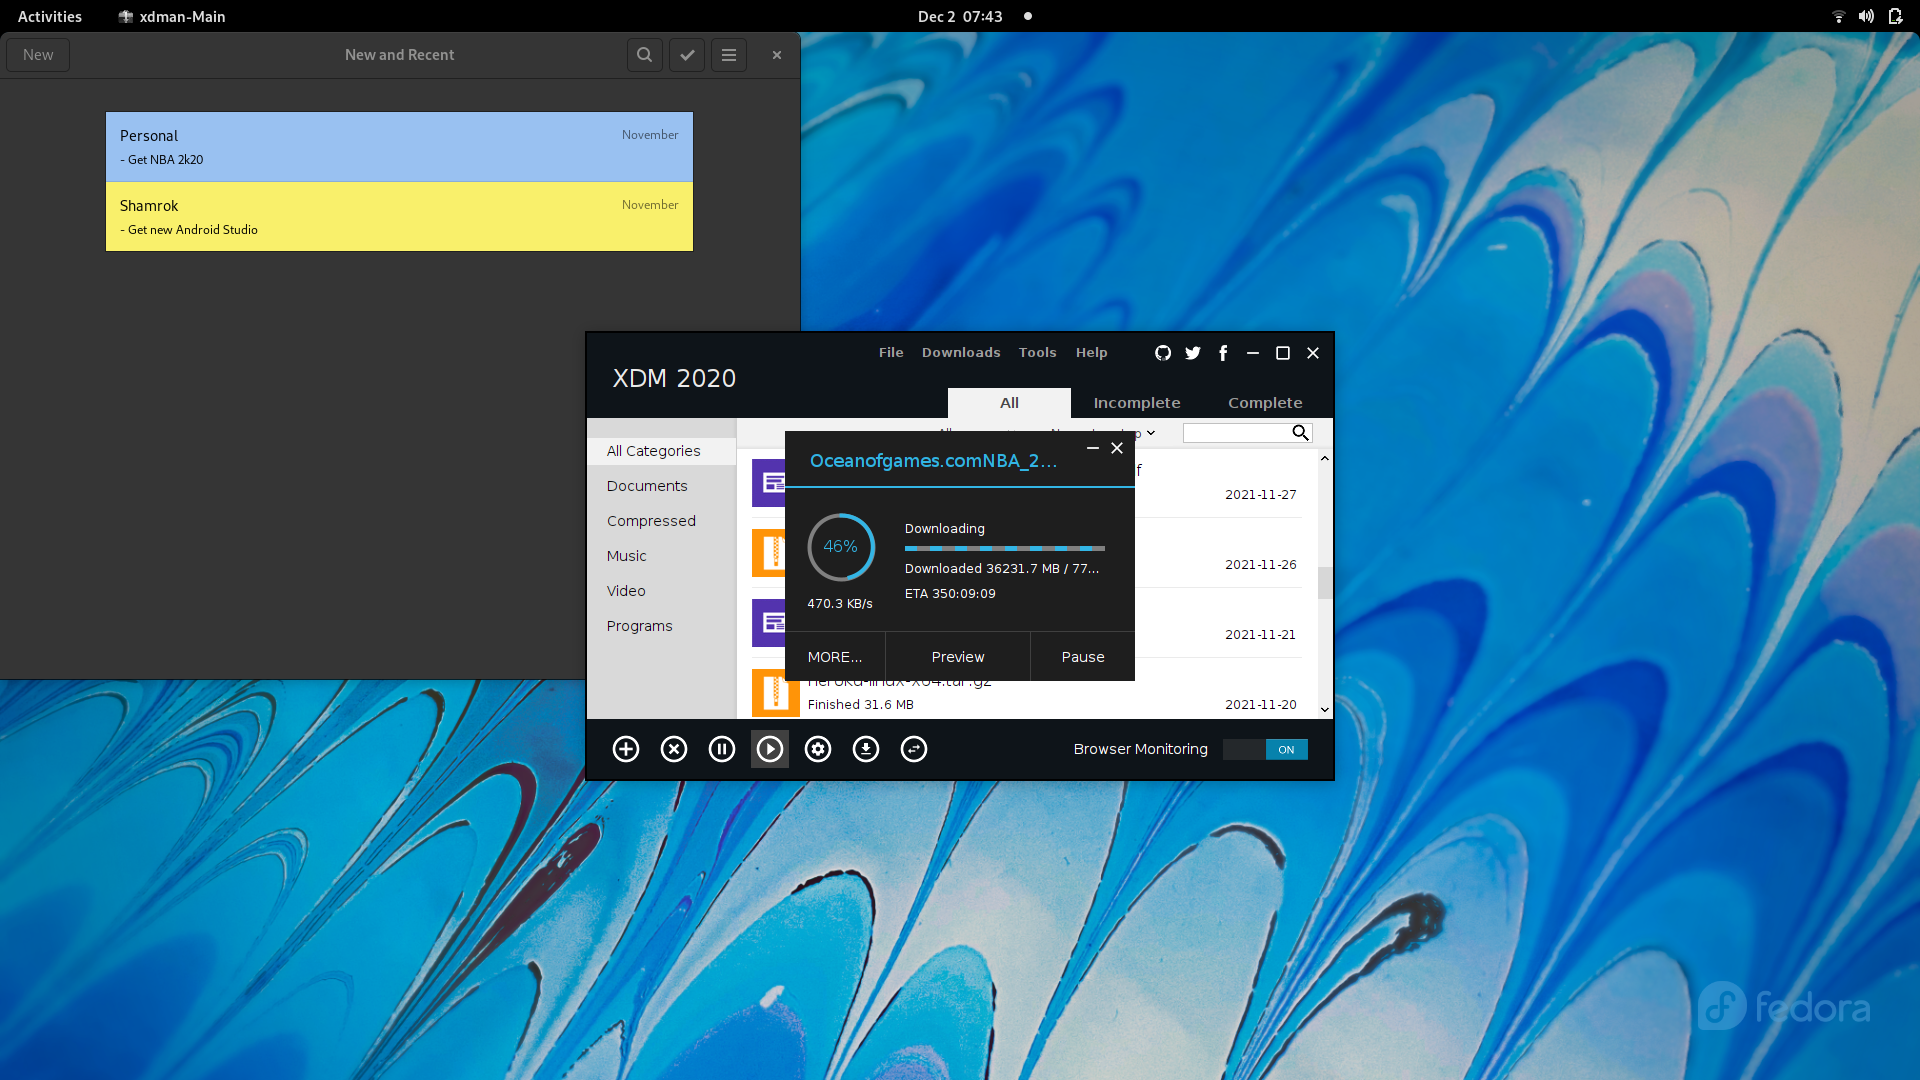 Activities
xdman-Main
Dec 2 07:43
New
New and Recent
Personal
November
- Get NBA 2k20
Shamrok
November
- Get new Android Studio
File
Downloads
Tools
Help
XDM 2020
All
Incomplete
Complete
All Categories
Documents
Compressed
Music
Video
Programs
2021-11-27
2021-11-26
2021-11-21
Finished 31.6 MB
2021-11-20
Oceanofgames.comNBA_2...
46%
470.3 KB/s
Downloading
Downloaded 36231.7 MB / 77...
ETA 350:09:09
MORE...
Preview
Pause
Browser Monitoring
ON
fedora